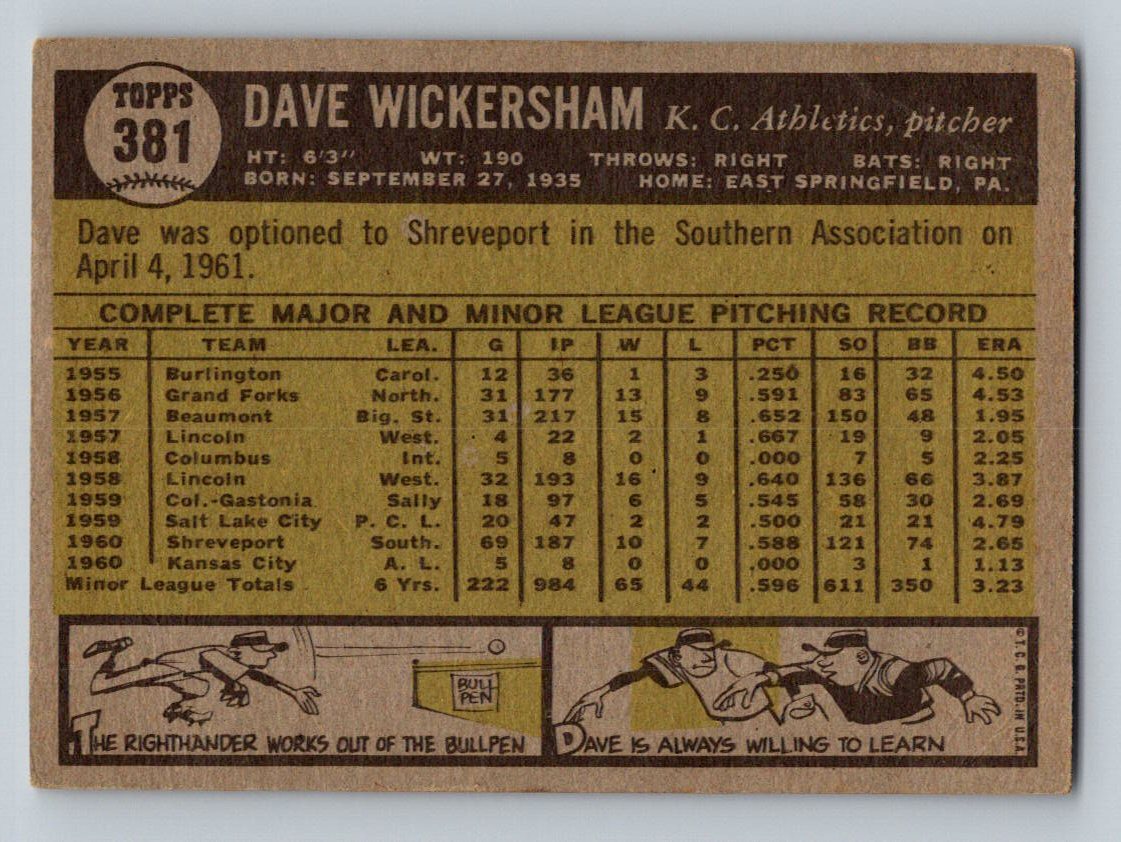 TOPPS
381
DAVE WICKERSHAM K. C. Athletics, pitcher
HT: 6'3" WT: 190 THROWS: RIGHT BATS: RIGHT
BORN: SEPTEMBER 27, 1935 HOME: EAST SPRINGFIELD, PA.
Dave was optioned to Shreveport in the Southern Association on
April 4, 1961.
COMPLETE MAJOR AND MINOR LEAGUE PITCHING RECORD
YEAR TEAM LEA. G IP W L PCT SO BB ERA
1955 Burlington Carol. 12 36 1 3 .250 16 32 4.50
1956 Grand Forks North. 31 177 13 9 .591 83 65 4.53
1957 Beaumont Big. St. 31 217 15 8 .652 150 48 1.95
1957 Lincoln West. 4 22 2 1 .667 19 9 2.05
1958 Columbus Int. 5 8 0 0 .000 7 5 2.25
1958 Lincoln West. 32 193 16 9 .640 136 66 3.87
1959 Col.-Gastonia Sally 18 97 6 5 .545 58 30 2.69
1959 Salt Lake City P. C. L. 20 47 2 2 .500 21 21 4.79
1960 Shreveport South. 69 187 10 7 .588 121 74 2.65
1960 Kansas City A. L. 5 8 0 0 .000 3 1 1.13
Minor League Totals 6 Yrs. 222 984 65 44 .596 611 350 3.23
BULL
PEN
THE RIGHTHANDER WORKS OUT OF THE BULLPEN
DAVE IS ALWAYS WILLING TO LEARN
© T. C. G. PRTD. IN U.S.A.